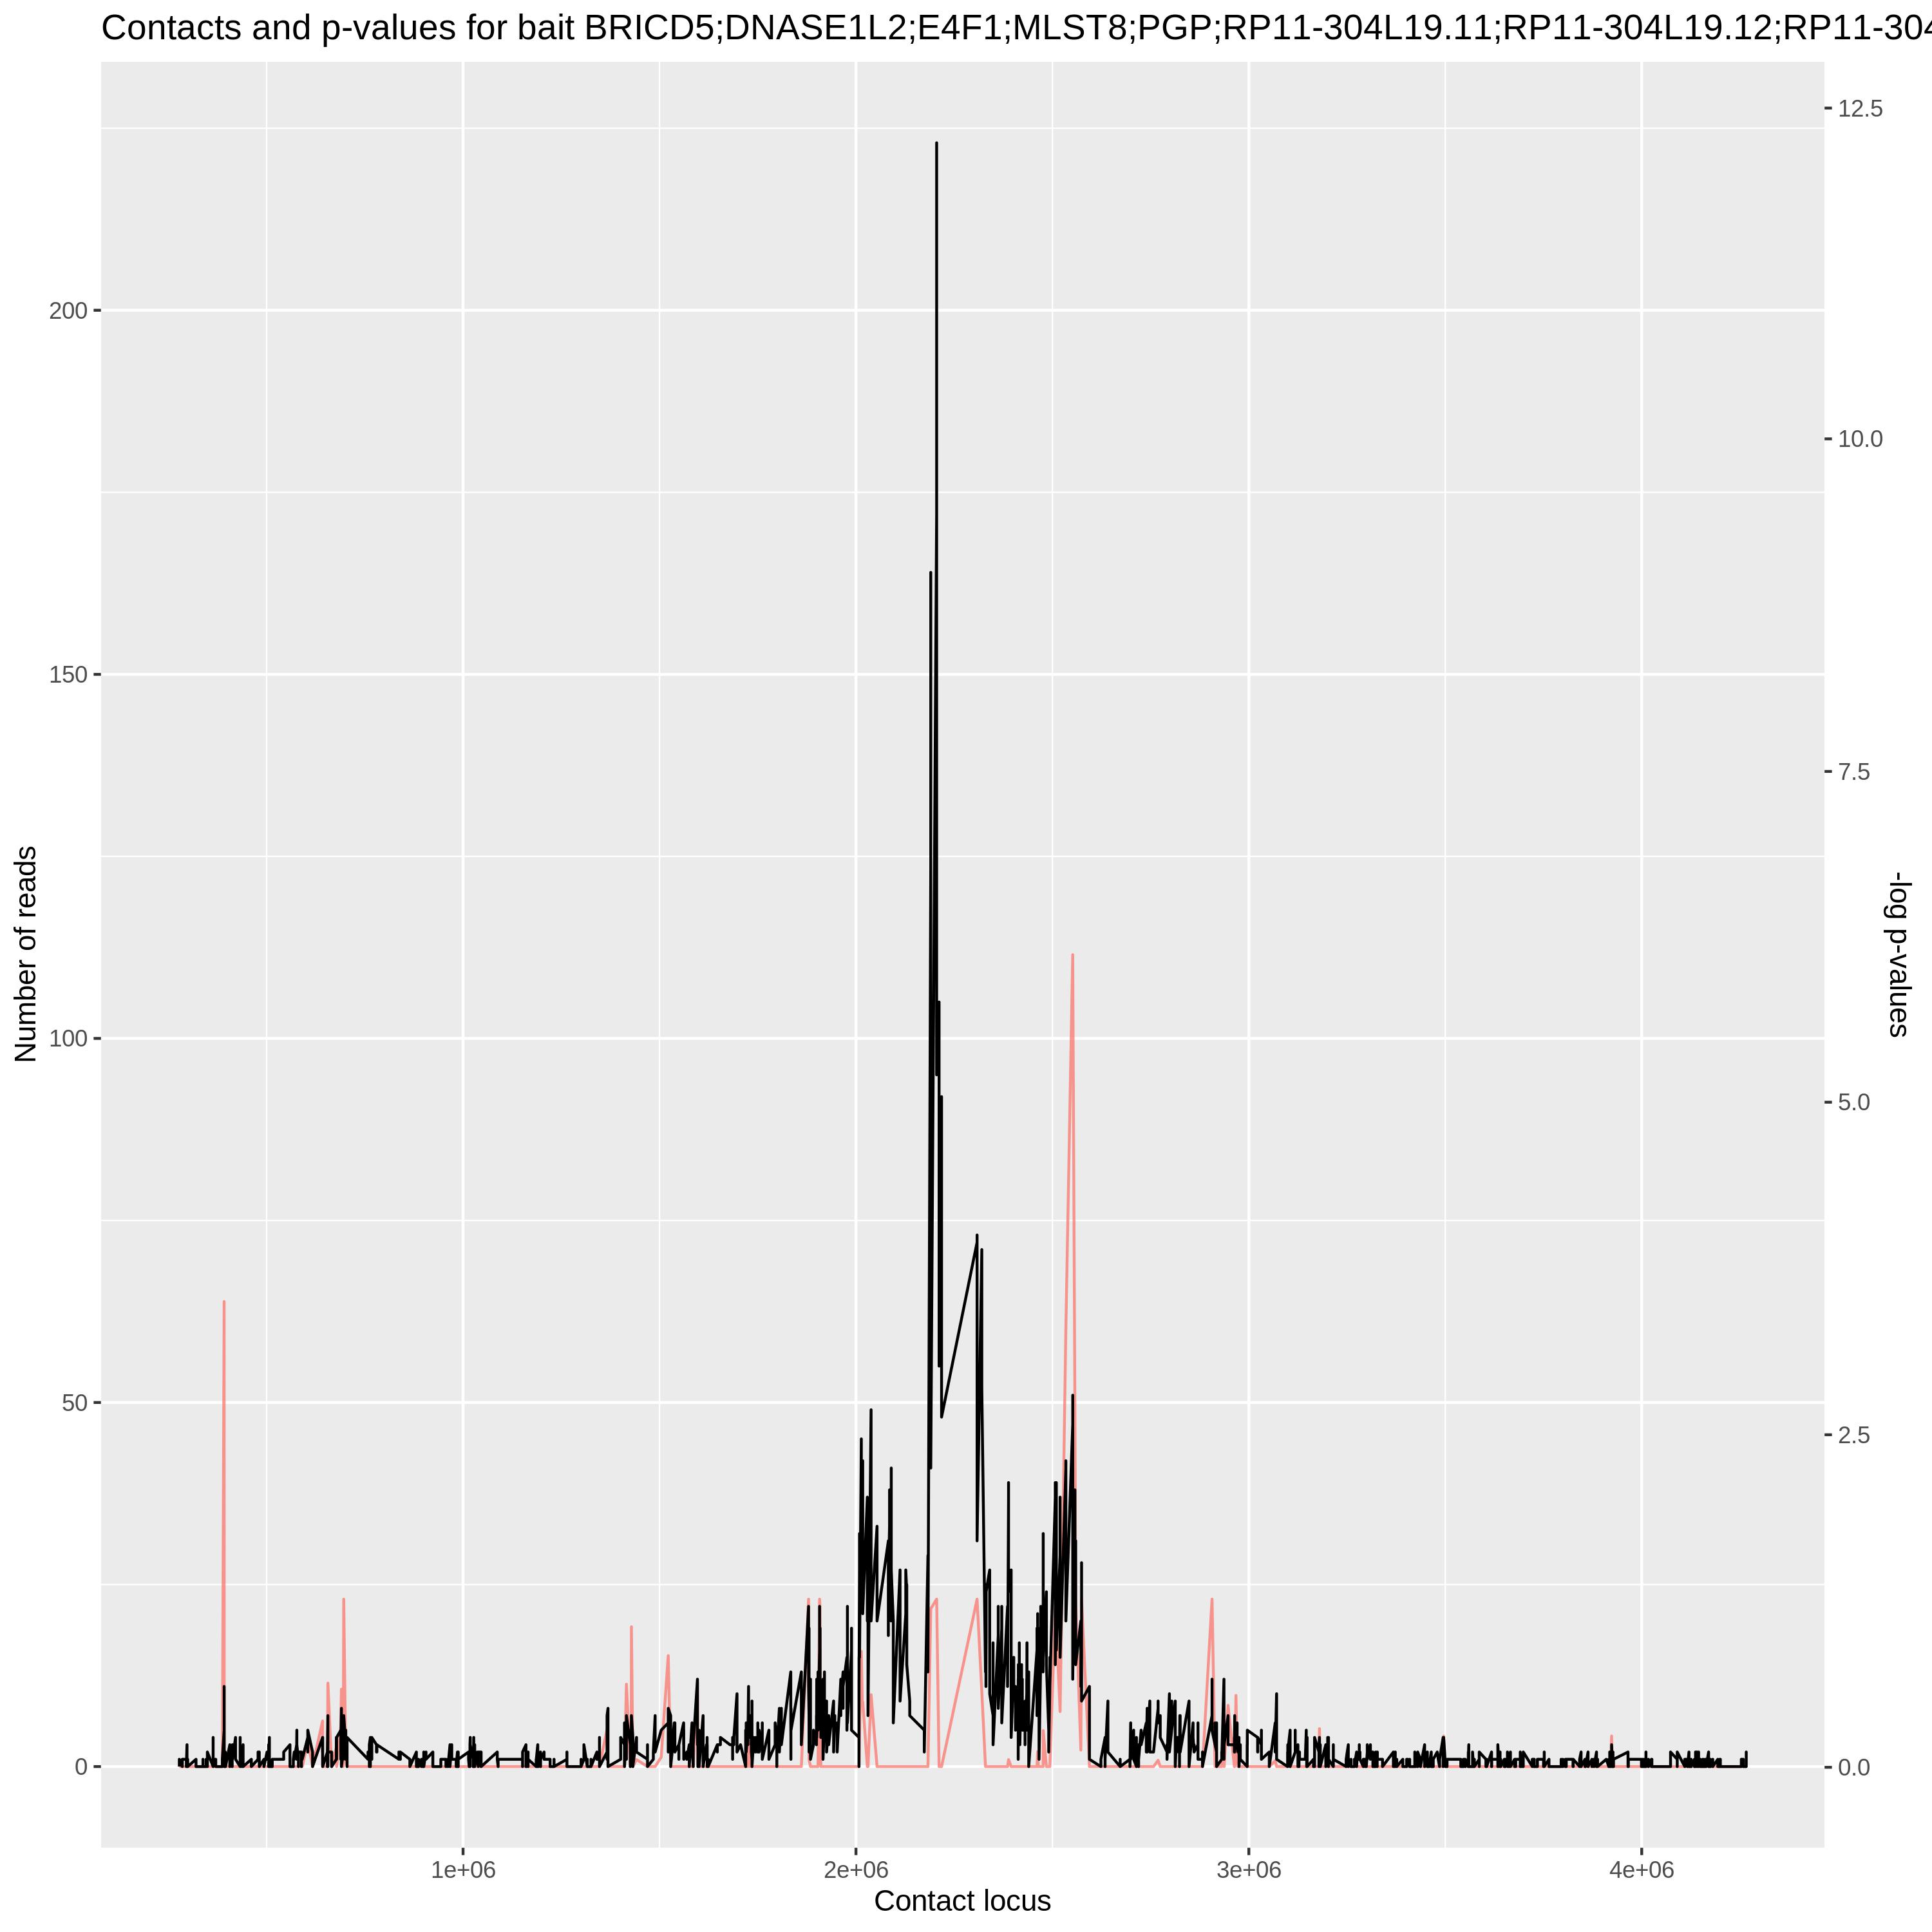 Contacts and p-values for bait BRICD5;DNASE1L2;E4F1;MLST8;PGP;RP11-304L19.11;RP11-304L19.12;RP11-304
12.5
200
10.0
150
7.5
Number of reads
-log p-values
100
5.0
50
2.5
0
0.0
1e+06
2e+06
3e+06
4e+06
Contact locus